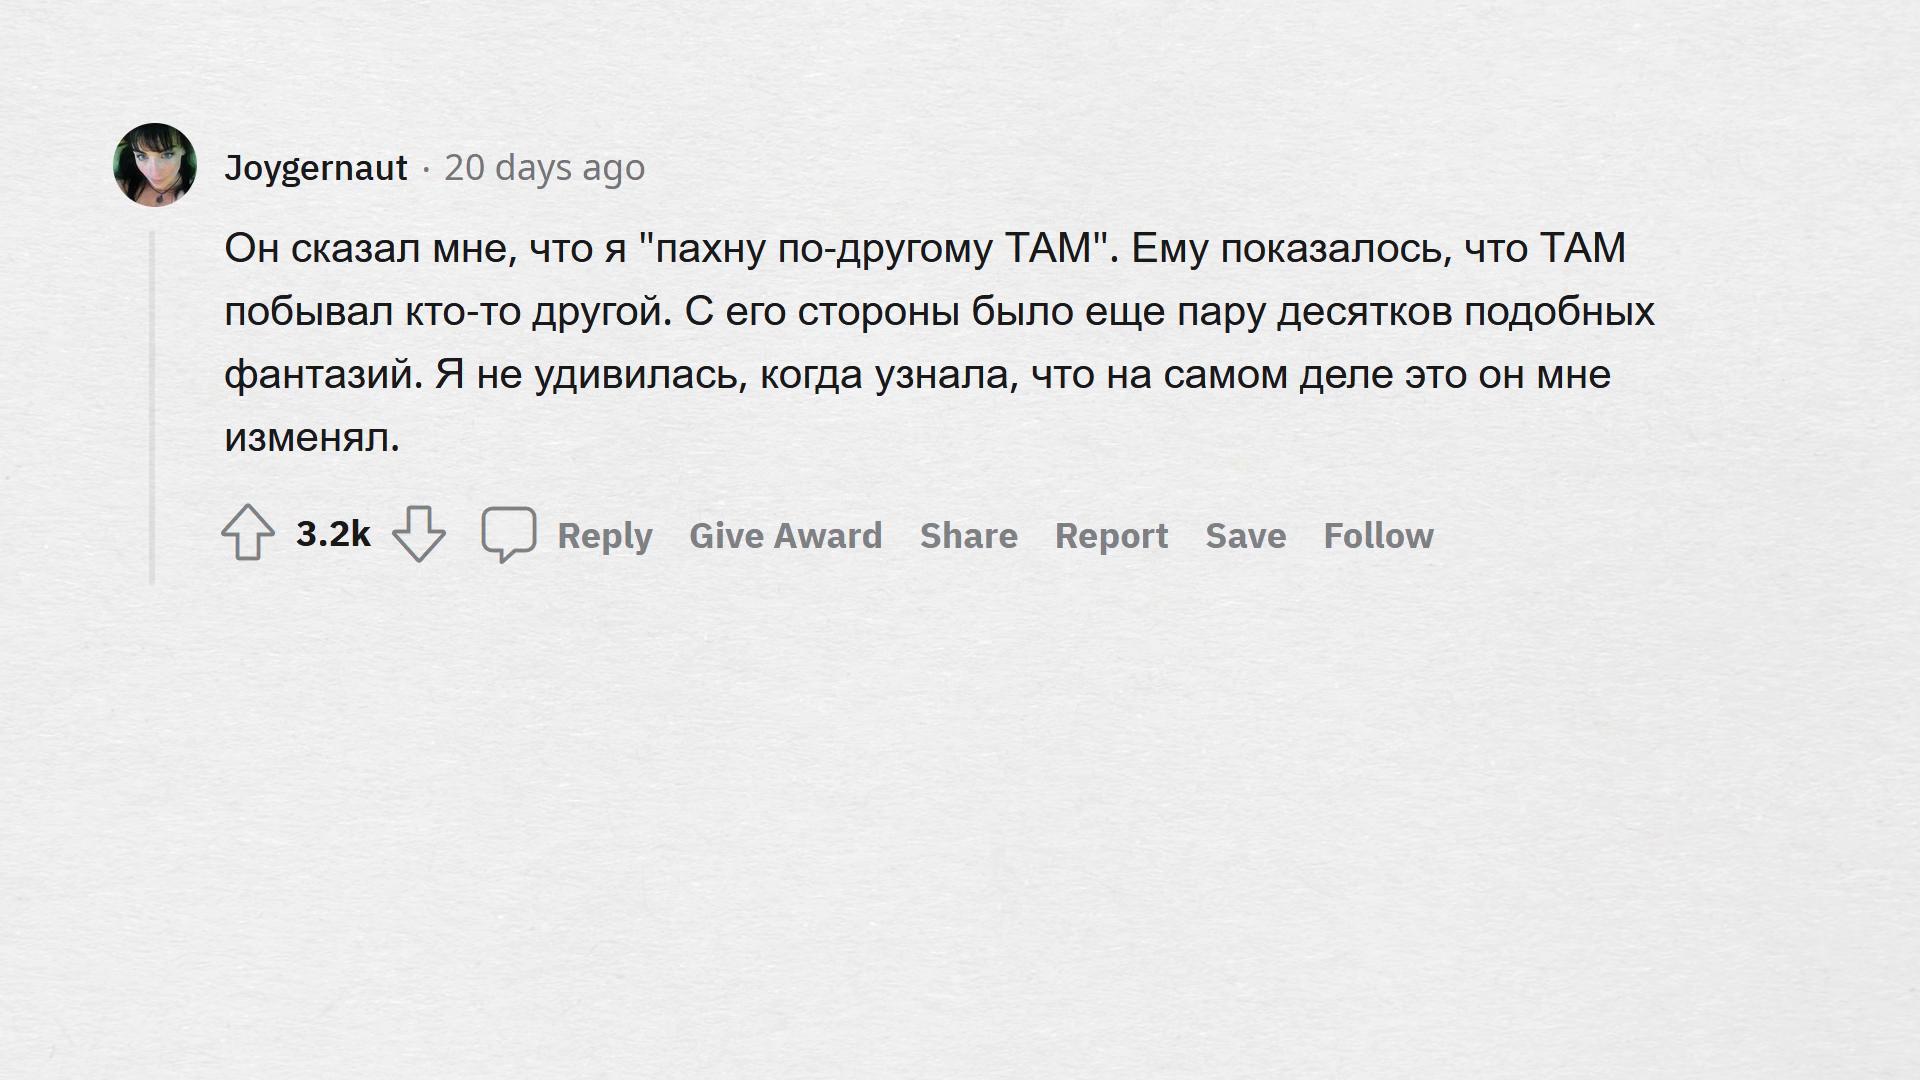 Joygernaut · 20 days ago
Он сказал мне, что я "пахну по-другому ТАМ". Ему показалось, что ТАМ
побывал кто-то другой. С его стороны было еще пару десятков подобных
фантазий. Я не удивилась, когда узнала, что на самом деле это он мне
изменял.
3.2k Reply Give Award Share Report Save Follow